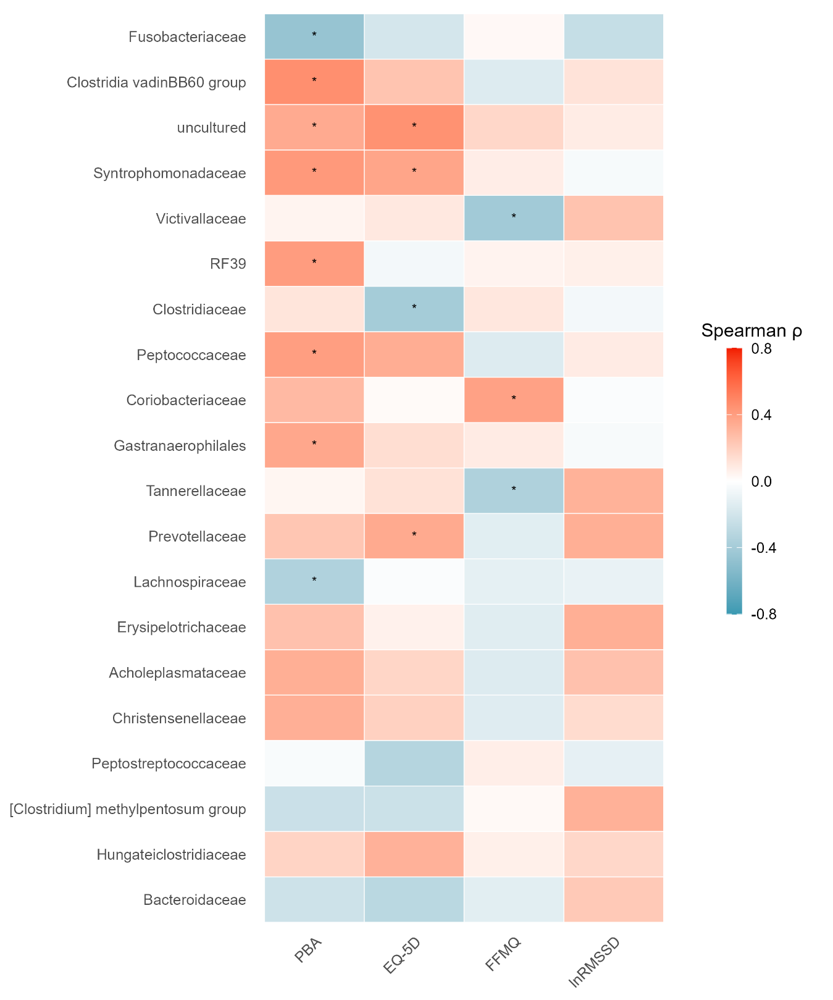 Fusobacteriaceae *
Clostridia vadinBB60 group *
uncultured * *
Syntrophomonadaceae * *
Victivallaceae *
RF39 *
Clostridiaceae *
Peptococcaceae *
Coriobacteriaceae *
Gastranaerophilales *
Tannerellaceae *
Prevotellaceae *
Lachnospiraceae *
Erysipelotrichaceae
Acholeplasmataceae
Christensenellaceae
Peptostreptococcaceae
[Clostridium] methylpentosum group
Hungateiclostridiaceae
Bacteroidaceae
PBA
EQ-5D
FFMQ
lnRMSSD
Spearman ρ
0.8
0.4
0.0
-0.4
-0.8